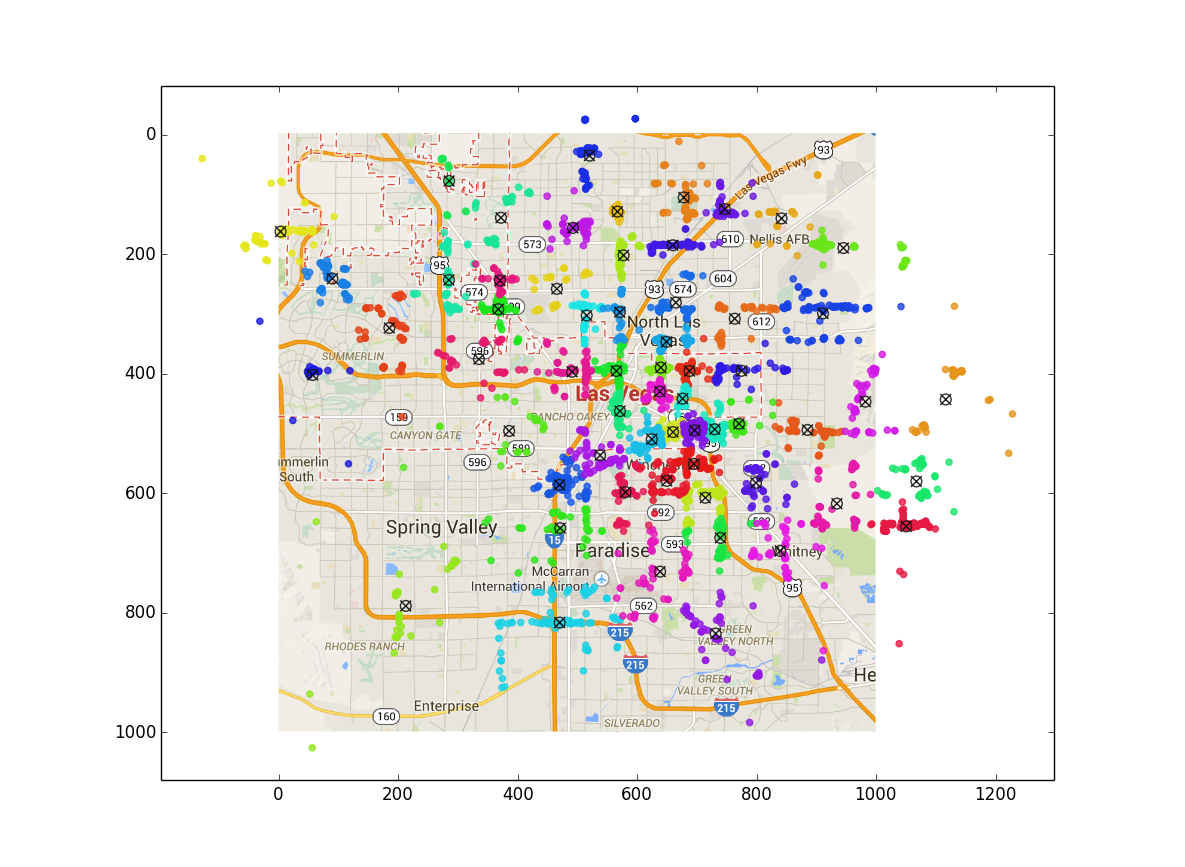 0
93
Las Vegas Fwy
610
Nellis AFB
573
200
95
604
574
93
574
612
North Las
Vegas
596
SUMMERLIN
400
Las Vegas
159
RANCHO OAKEY
CANYON GATE
95
589
596
mmerlin
South
600
592
Spring Valley
15
593
Paradise
Whitney
McCarran
International Airport
95
562
800
215
GREEN
VALLEY NORTH
RHODES RANCH
215
GREEN
VALLEY SOUTH
He
Enterprise
215
160
SILVERADO
1000
0
200
400
600
800
1000
1200